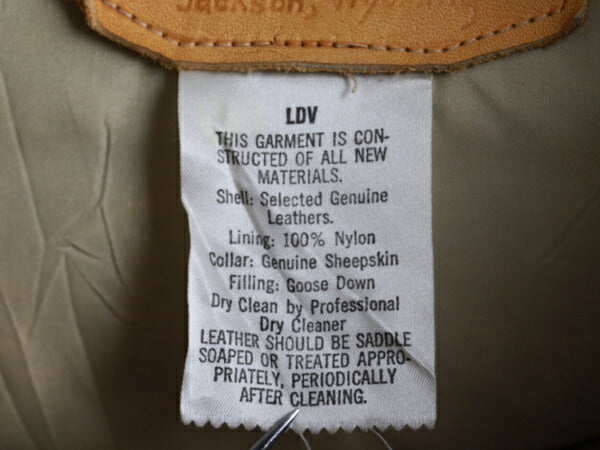 Jackson, Wyoming
LDV
THIS GARMENT IS CON-
STRUCTED OF ALL NEW
MATERIALS.
Shell: Selected Genuine
Leathers.
Lining: 100% Nylon
Collar: Genuine Sheepskin
Filling: Goose Down
Dry Clean by Professional
Dry Cleaner
LEATHER SHOULD BE SADDLE
SOAPED OR TREATED APPRO-
PRIATELY, PERIODICALLY
AFTER CLEANING.